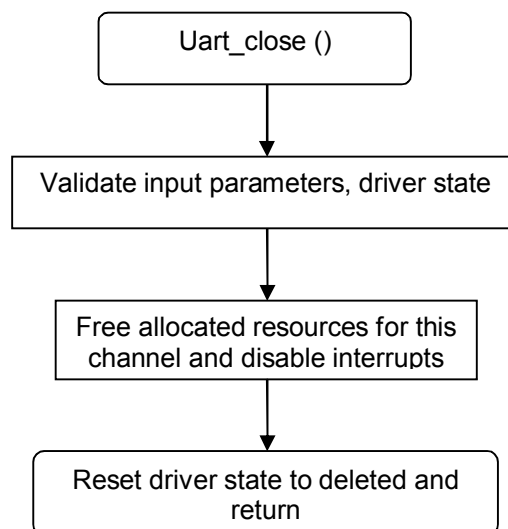 Uart_close ()
Validate input parameters, driver state
Free allocated resources for this
channel and disable interrupts
Reset driver state to deleted and
return